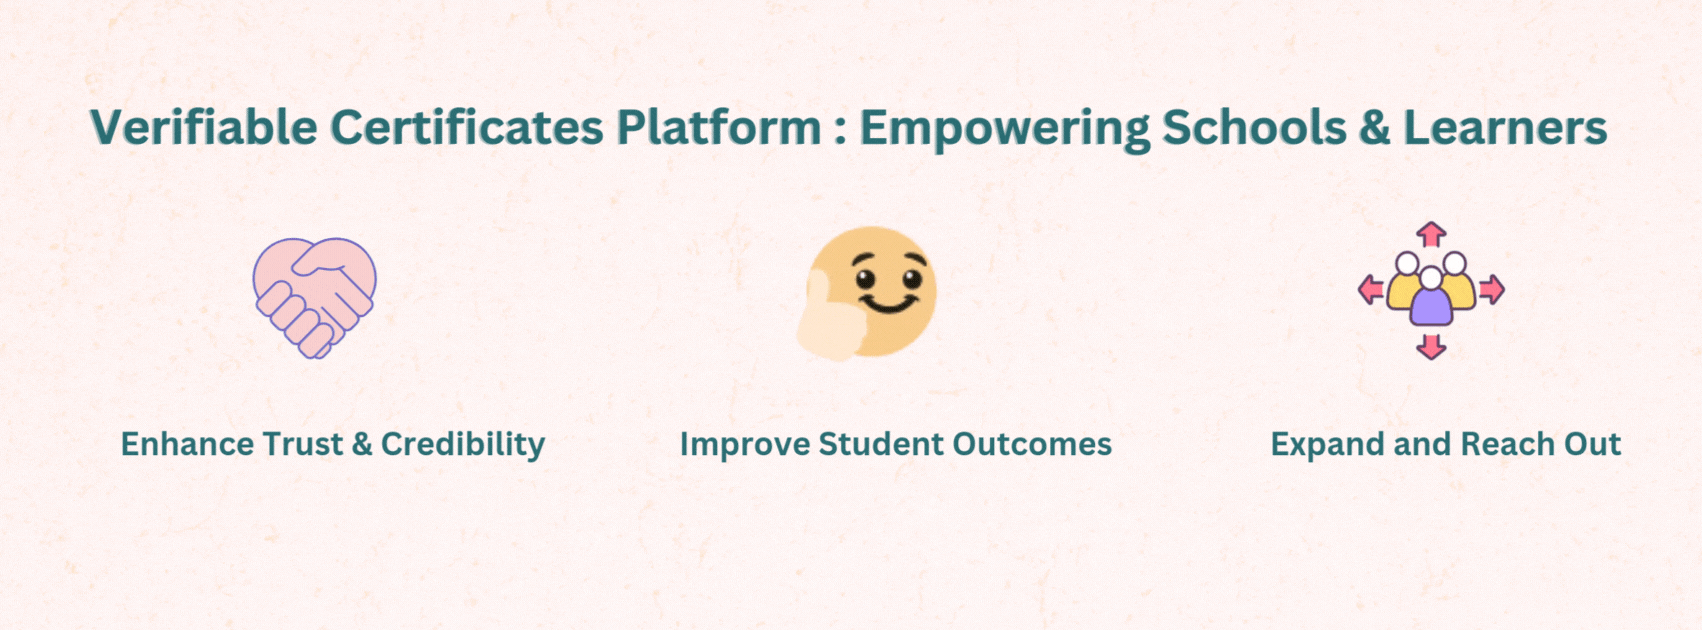 Verifiable Certificates Platform : Empowering Schools & Learners
Enhance Trust & Credibility
Improve Student Outcomes
Expand and Reach Out